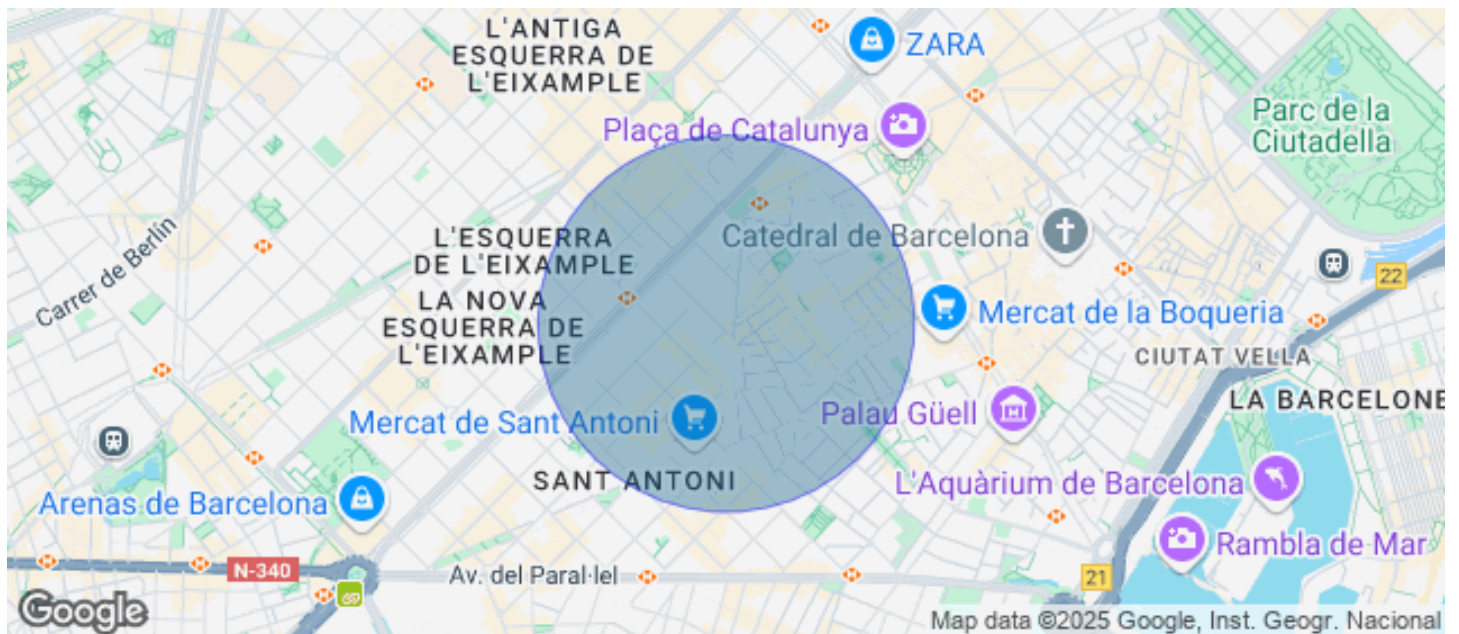 L'ANTIGA
ESQUERRA DE
L'EIXAMPLE
ZARA
Parc de la
Ciutadella
Plaça de Catalunya
Carrer de Berlín
L'ESQUERRA
DE L'EIXAMPLE
Catedral de Barcelona
22
LA NOVA
ESQUERRA DE
L'EIXAMPLE
Mercat de la Boqueria
CIUTAT VELLA
LA BARCELONE
Mercat de Sant Antoni
Palau Güell
SANT ANTONI
L'Aquàrium de Barcelona
Arenas de Barcelona
Rambla de Mar
N-340
Av. del Paral·lel
21
Google
Map data ©2025 Google, Inst. Geogr. Nacional